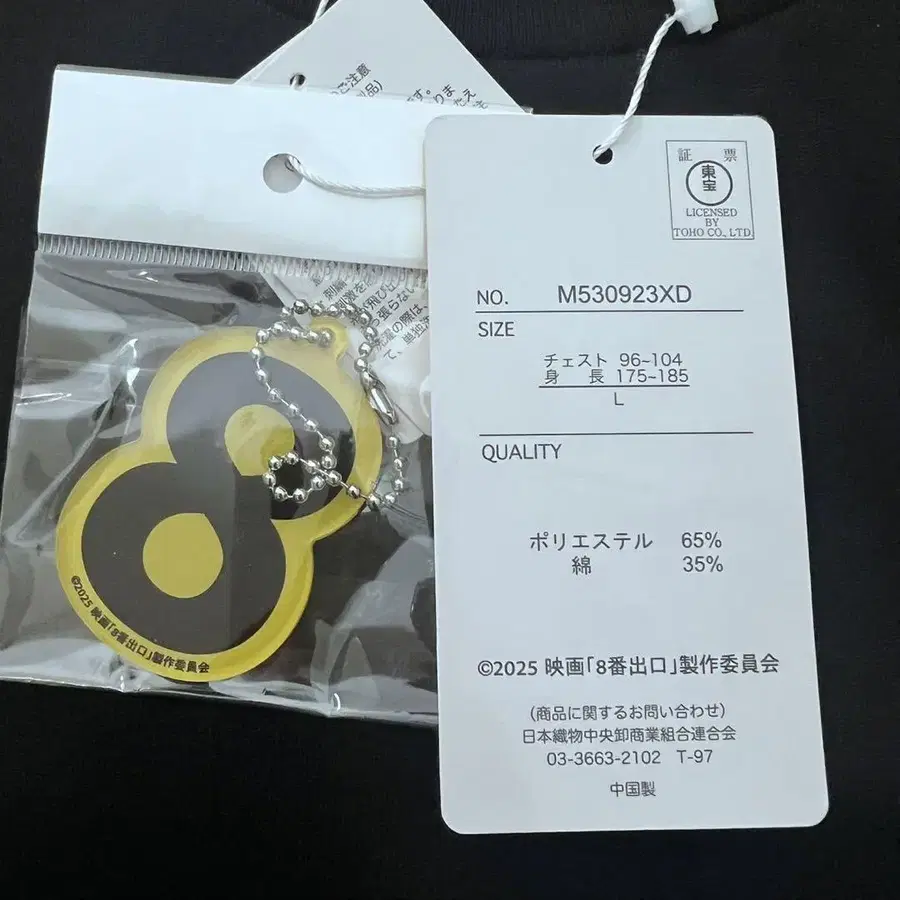 ご注意
証 票
東宝
LICENSED
BY
TOHO CO., LTD.
NO. M530923XD
SIZE
チェスト 96~104
身 長 175~185
L
QUALITY
ポリエステル 65%
綿 35%
©2025 映画「8番出口」製作委員会
(商品に関するお問い合わせ)
日本織物中央卸商業組合連合会
03-3663-2102 T-97
中国製
8
©2025 映画「8番出口」製作委員会